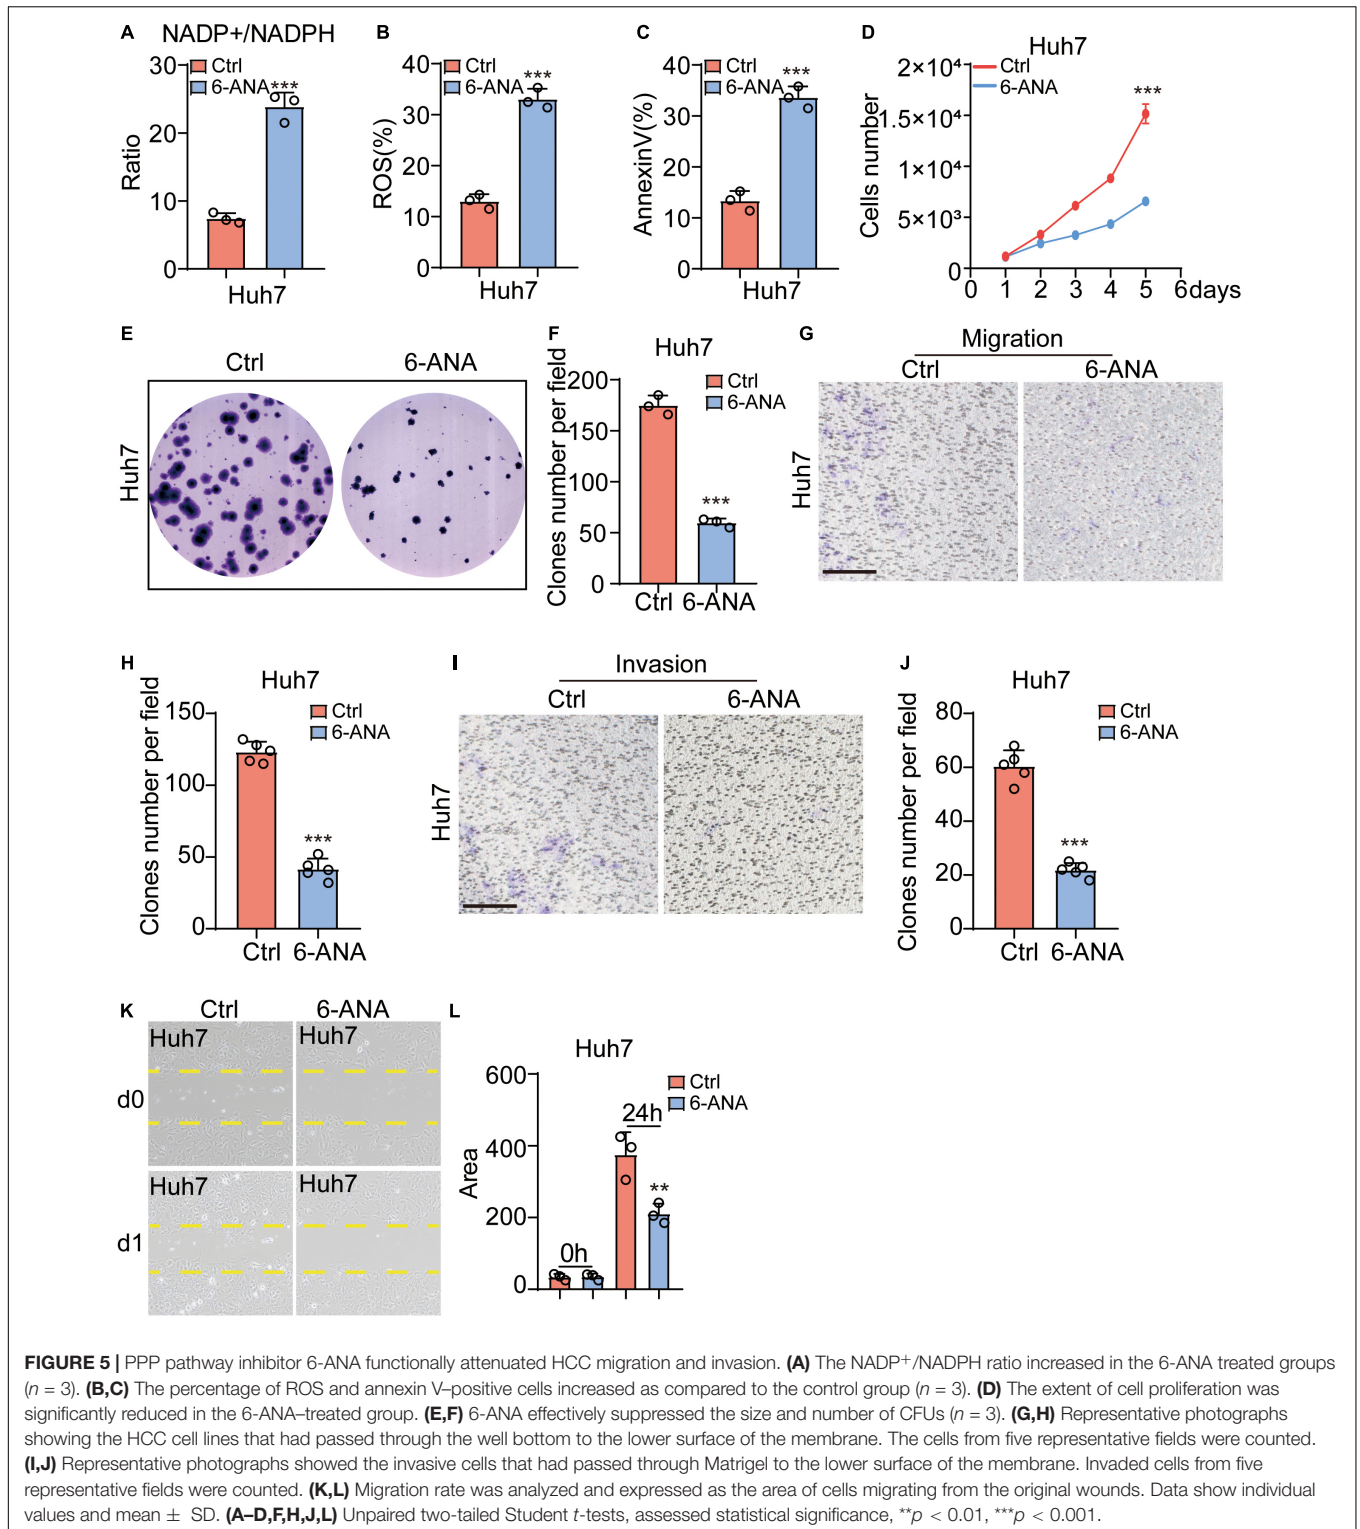 A
NADP+/NADPH
Ctrl
6-ANA
***
30
20
10
0
Ratio
Huh7
B
Ctrl
6-ANA
***
40
30
20
10
0
ROS(%)
Huh7
C
Ctrl
6-ANA
***
40
30
20
10
0
AnnexinV(%)
Huh7
D
Huh7
Ctrl
6-ANA
***
2×10⁴
1.5×10⁴
1×10⁴
5×10³
0
Cells number
0 1 2 3 4 5 6days
E
Ctrl 6-ANA
Huh7
F
Huh7
Ctrl
6-ANA
***
200
150
100
50
0
Clones number per field
Ctrl 6-ANA
G
Migration
Ctrl 6-ANA
Huh7
H
Huh7
Ctrl
6-ANA
***
150
100
50
0
Clones number per field
Ctrl 6-ANA
I
Invasion
Ctrl 6-ANA
Huh7
J
Huh7
Ctrl
6-ANA
***
80
60
40
20
0
Clones number per field
Ctrl 6-ANA
K
Ctrl 6-ANA
Huh7 Huh7
d0
Huh7 Huh7
d1
L
Huh7
Ctrl
6-ANA
600
400
200
0
Area
0h
24h
**
FIGURE 5 | PPP pathway inhibitor 6-ANA functionally attenuated HCC migration and invasion. (A) The NADP⁺/NADPH ratio increased in the 6-ANA treated groups
(n = 3). (B,C) The percentage of ROS and annexin V–positive cells increased as compared to the control group (n = 3). (D) The extent of cell proliferation was
significantly reduced in the 6-ANA–treated group. (E,F) 6-ANA effectively suppressed the size and number of CFUs (n = 3). (G,H) Representative photographs
showing the HCC cell lines that had passed through the well bottom to the lower surface of the membrane. The cells from five representative fields were counted.
(I,J) Representative photographs showed the invasive cells that had passed through Matrigel to the lower surface of the membrane. Invaded cells from five
representative fields were counted. (K,L) Migration rate was analyzed and expressed as the area of cells migrating from the original wounds. Data show individual
values and mean ± SD. (A–D,F,H,J,L) Unpaired two-tailed Student t-tests, assessed statistical significance, **p < 0.01, ***p < 0.001.